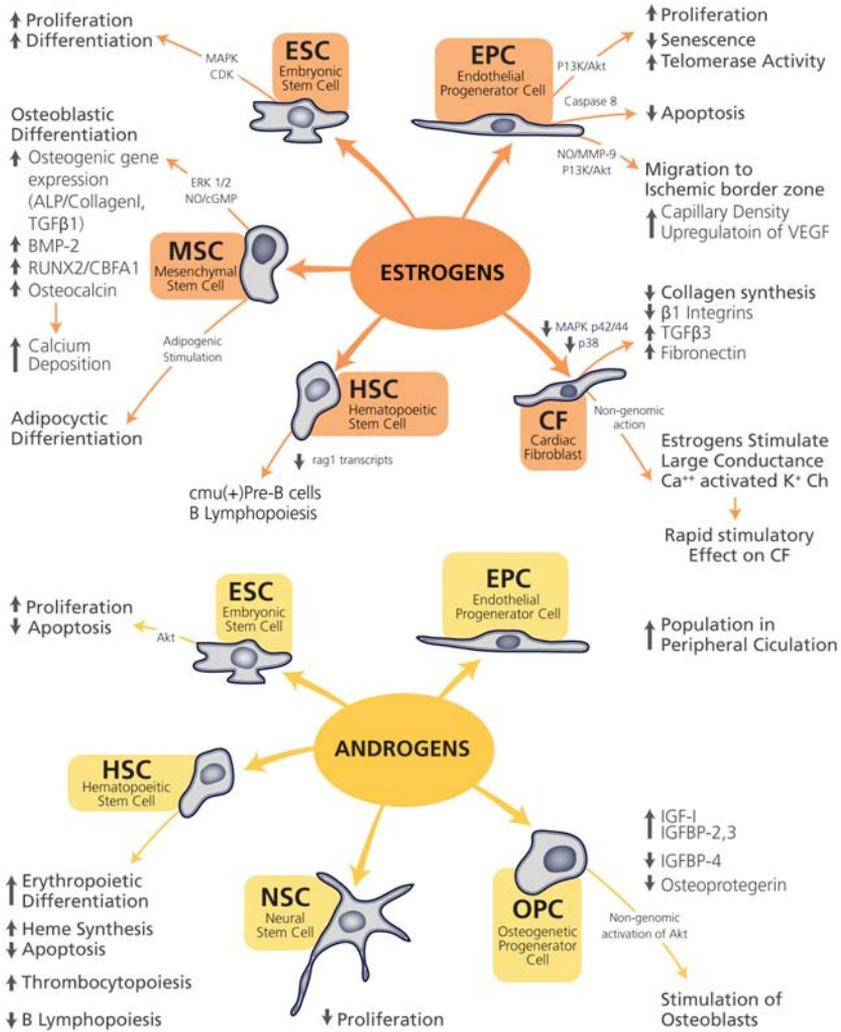 Proliferation
Differentiation
MAPK
CDK
ESC
Embryonic
Stem Cell
EPC
Endothelial
Progenerator Cell
P13K/Akt
Proliferation
Senescence
Telomerase Activity
Caspase 8
Apoptosis
NO/MMP-9
P13K/Akt
Migration to
Ischemic border zone
Capillary Density
Upregulatoin of VEGF
Osteoblastic
Differentiation
Osteogenic gene
expression
(ALP/CollagenI,
TGFβ1)
BMP-2
RUNX2/CBFA1
Osteocalcin
Calcium
Deposition
ERK 1/2
NO/cGMP
MSC
Mesenchymal
Stem Cell
Adipogenic
Stimulation
Adipocyctic
Differientiation
ESTROGENS
HSC
Hematopoeitic
Stem Cell
rag1 transcripts
cmu(+)Pre-B cells
B Lymphopoiesis
MAPK p42/44
p38
Collagen synthesis
β1 Integrins
TGFβ3
Fibronectin
CF
Cardiac
Fibroblast
Non-genomic
action
Estrogens Stimulate
Large Conductance
Ca⁺⁺ activated K⁺ Ch
Rapid stimulatory
Effect on CF
Proliferation
Apoptosis
Akt
ESC
Embryonic
Stem Cell
EPC
Endothelial
Progenerator Cell
Population in
Peripheral Ciculation
ANDROGENS
HSC
Hematopoeitic
Stem Cell
Erythropoietic
Differentiation
Heme Synthesis
Apoptosis
Thrombocytopoiesis
B Lymphopoiesis
NSC
Neural
Stem Cell
Proliferation
OPC
Osteogenetic
Progenerator
Cell
IGF-I
IGFBP-2,3
IGFBP-4
Osteoprotegerin
Non-genomic
activation of Akt
Stimulation of
Osteoblasts